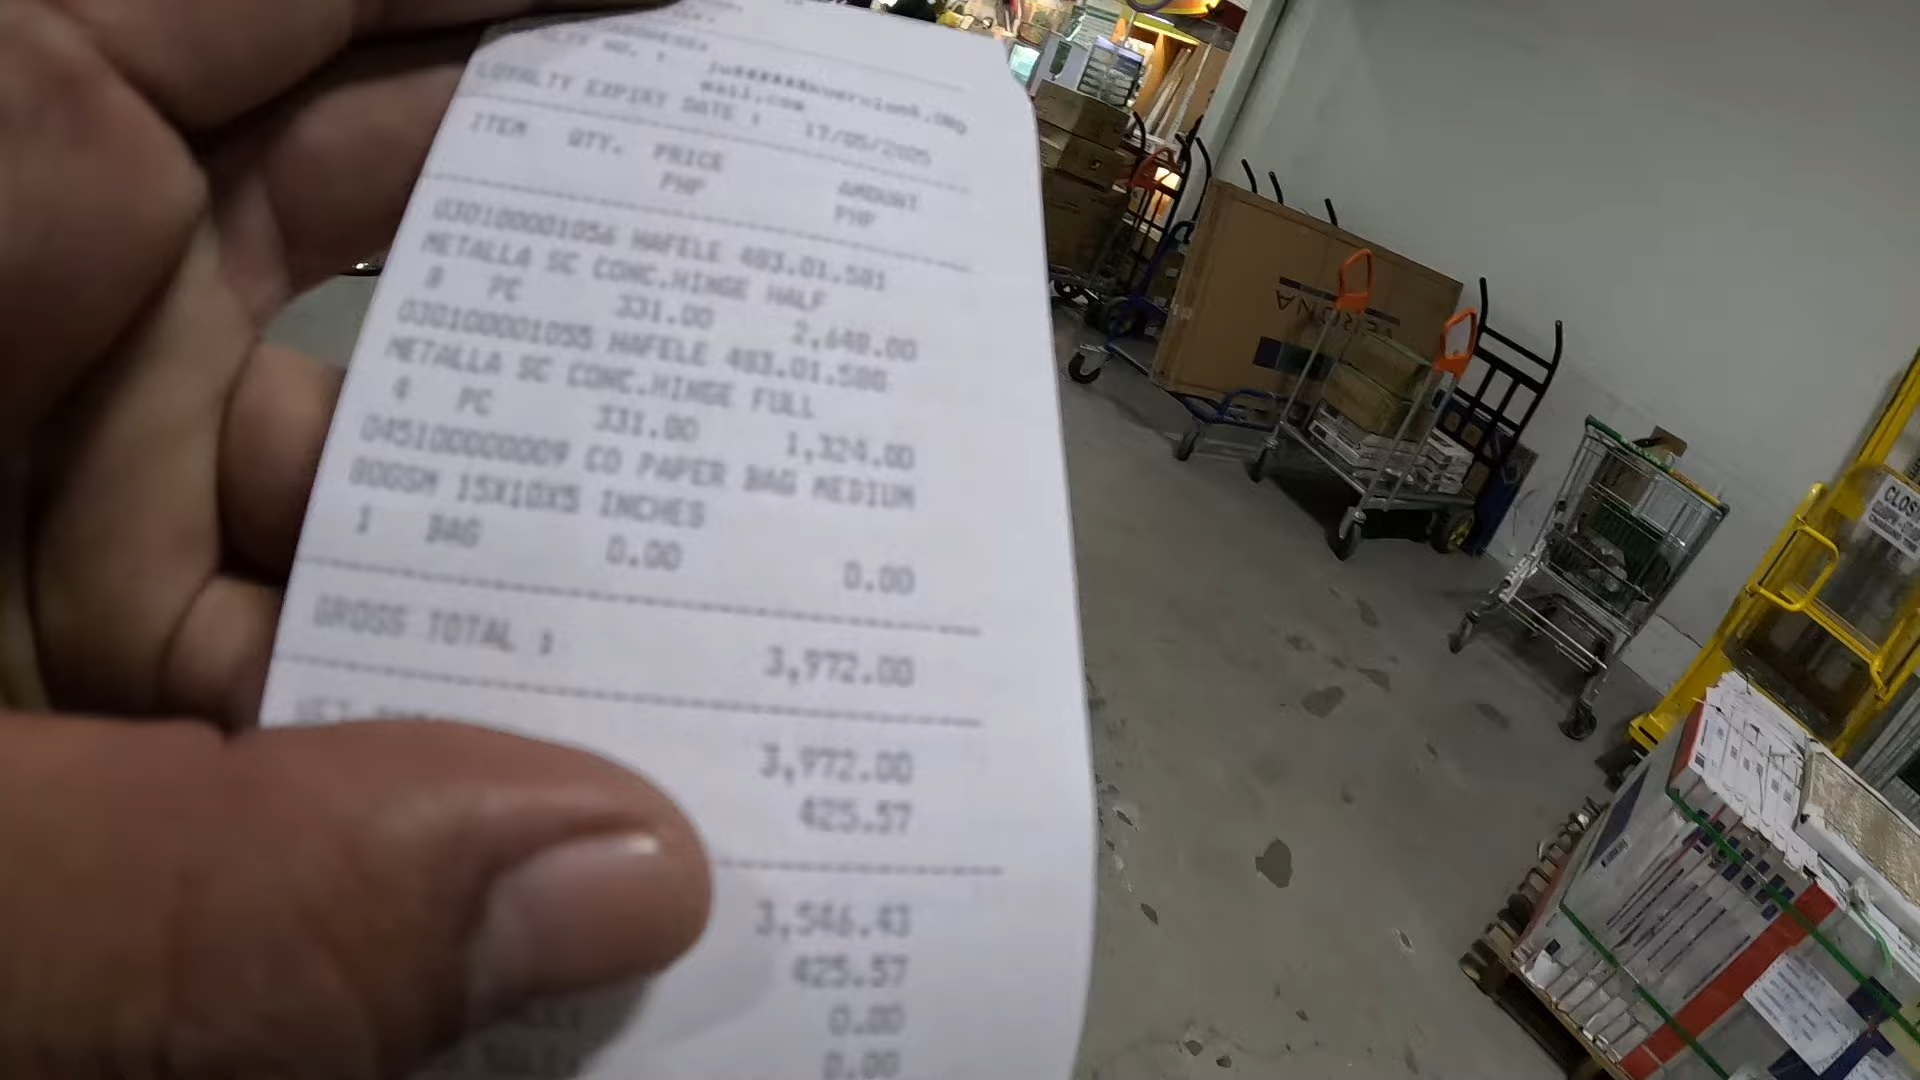 LOYALTY EXPIRY DATE : 17/05/2025
ITEM QTY. PRICE AMOUNT
PHP PHP
030100001056 HAFELE 483.01.581
METALLA SC CONC.HINGE HALF
8 PC 331.00 2,648.00
030100001055 HAFELE 483.01.580
METALLA SC CONC.HINGE FULL
4 PC 331.00 1,324.00
045100000009 CO PAPER BAG MEDIUM
80GSM 15X10X5 INCHES
1 BAG 0.00 0.00
GROSS TOTAL : 3,972.00
3,972.00
425.57
3,546.43
425.57
0.00
0.00
VERONA